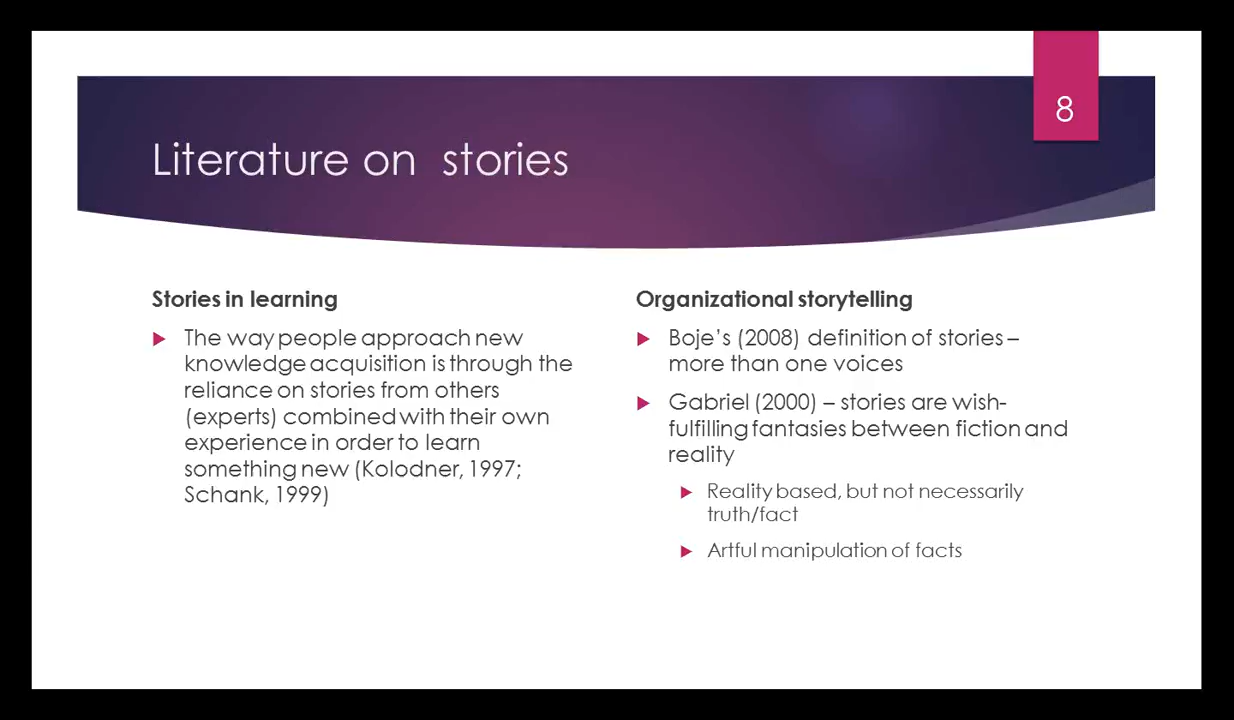 8
Literature on stories
Stories in learning
The way people approach new
knowledge acquisition is through the
reliance on stories from others
(experts) combined with their own
experience in order to learn
something new (Kolodner, 1997;
Schank, 1999)
Organizational storytelling
Boje’s (2008) definition of stories –
more than one voices
Gabriel (2000) – stories are wish-
fulfilling fantasies between fiction and
reality
Reality based, but not necessarily
truth/fact
Artful manipulation of facts